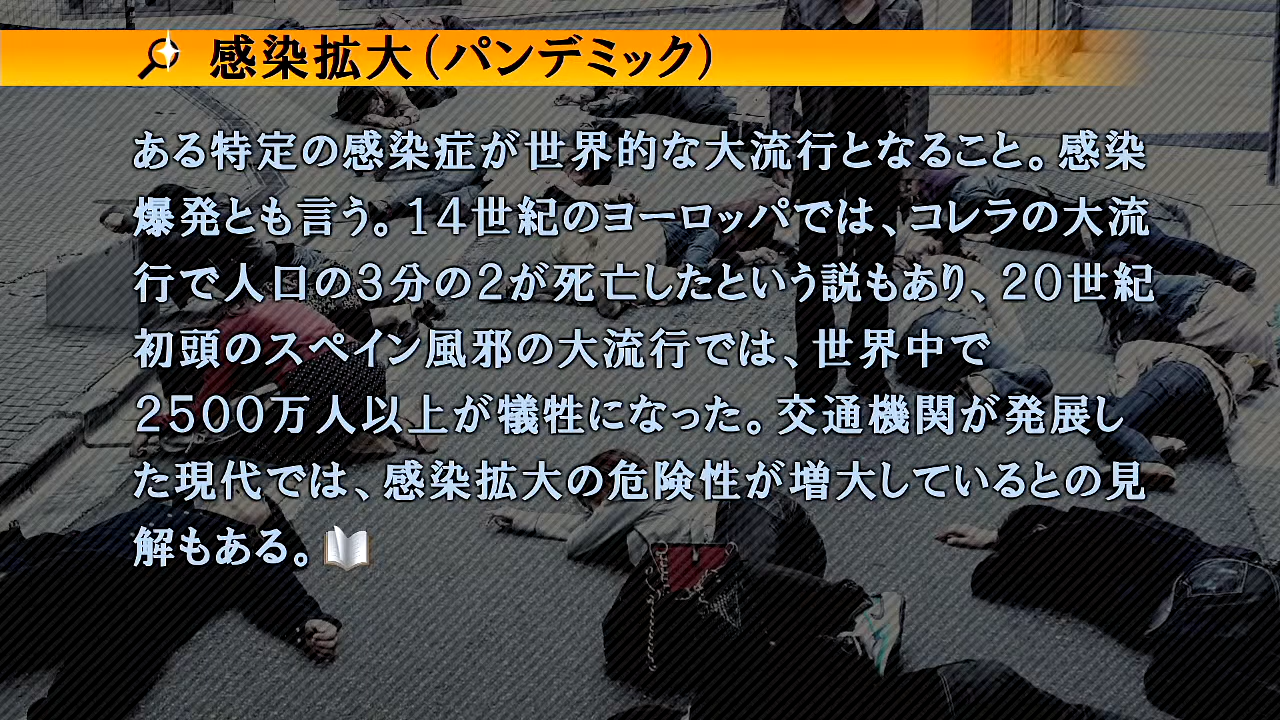 感染拡大（パンデミック）
ある特定の感染症が世界的な大流行となること。感染
爆発とも言う。14世紀のヨーロッパでは、コレラの大流
行で人口の3分の2が死亡したという説もあり、20世紀
初頭のスペイン風邪の大流行では、世界中で
2500万人以上が犠牲になった。交通機関が発展し
た現代では、感染拡大の危険性が増大しているとの見
解もある。